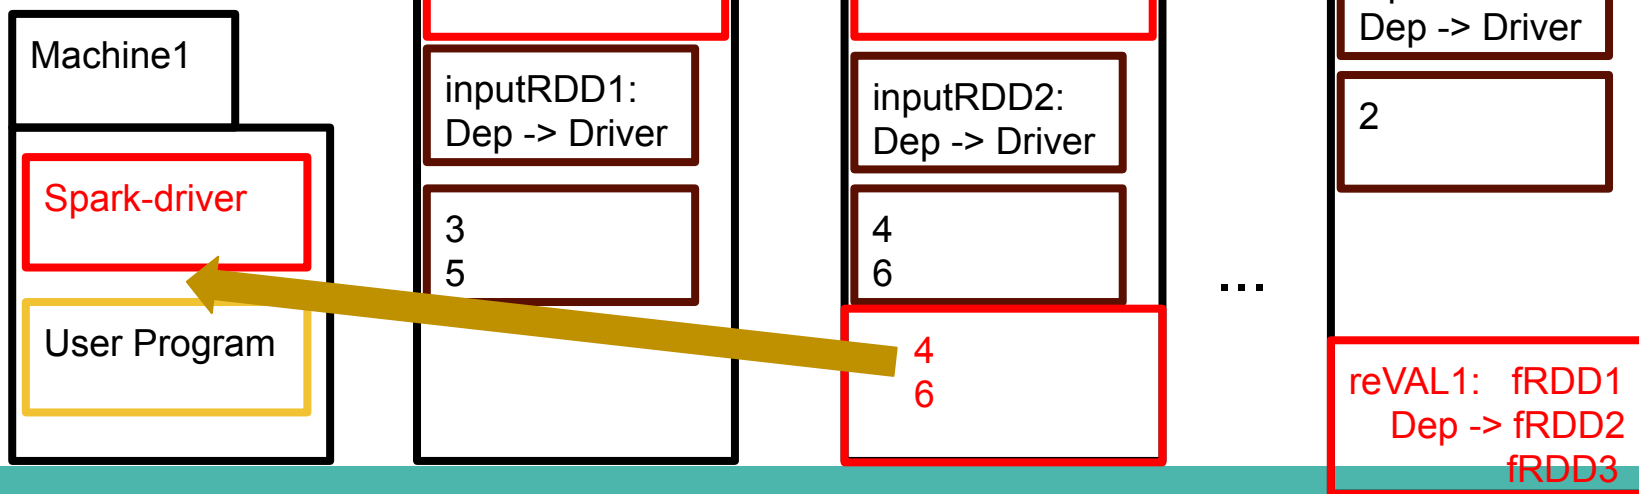 Machine1
Spark-driver
User Program
inputRDD1:
Dep -> Driver
3
5
inputRDD2:
Dep -> Driver
4
6
4
6
...
Dep -> Driver
2
reVAL1: fRDD1
Dep -> fRDD2
fRDD3